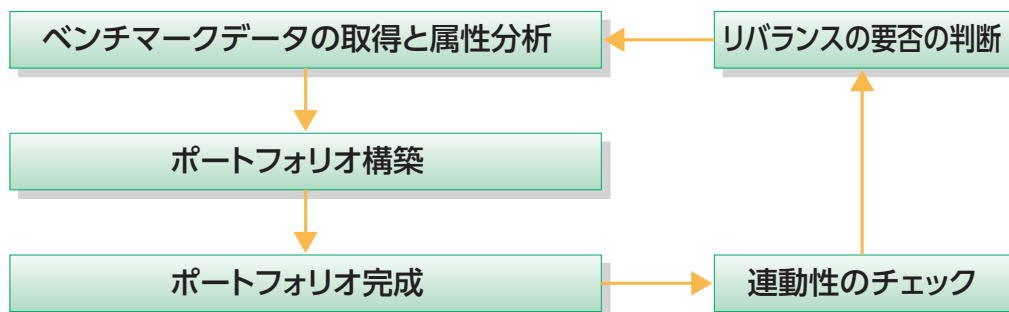 ベンチマークデータの取得と属性分析
リバランスの要否の判断
ポートフォリオ構築
ポートフォリオ完成
連動性のチェック